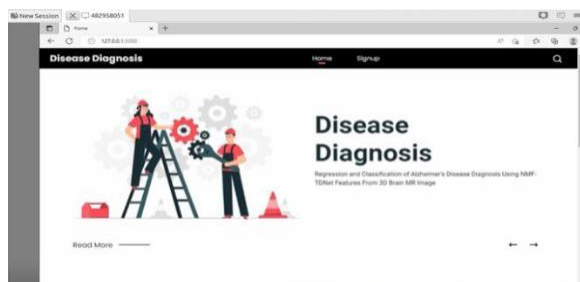 New Session
482958051
Home
127.0.0.1:5000
Disease Diagnosis
Home
Signup
Disease
Diagnosis
Regression and Classification of Alzheimer's Disease Diagnosis Using NMF-
TDNet Features From 3D Brain MR Image
Read More